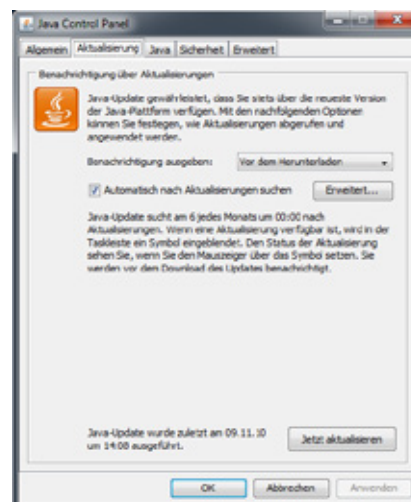 Java Control Panel
Algemein Aktualisierung Java Sicherheit Erweitert
Benachrichtigung über Aktualisierungen
Java-Update gewährleistet, dass Sie stets über die neueste Version
der Java-Plattform verfügen. Mit den nachfolgenden Optionen
können Sie festlegen, wie Aktualisierungen abgerufen und
angewendet werden.
Benachrichtigung ausgeben: Vor dem Herunterladen
Automatisch nach Aktualisierungen suchen Erweitert...
Java-Update sucht am 6 jedes Monats um 00:00 nach
Aktualisierungen. Wenn eine Aktualisierung verfügbar ist, wird in der
Taskleiste ein Symbol eingeblendet. Den Status der Aktualisierung
sehen Sie, wenn Sie den Mauszeiger über das Symbol setzen. Sie
werden vor dem Download des Updates benachrichtigt.
Java-Update wurde zuletzt am 09.11.10
um 14:08 ausgeführt.
Jetzt aktualisieren
OK Abbrechen Anwenden